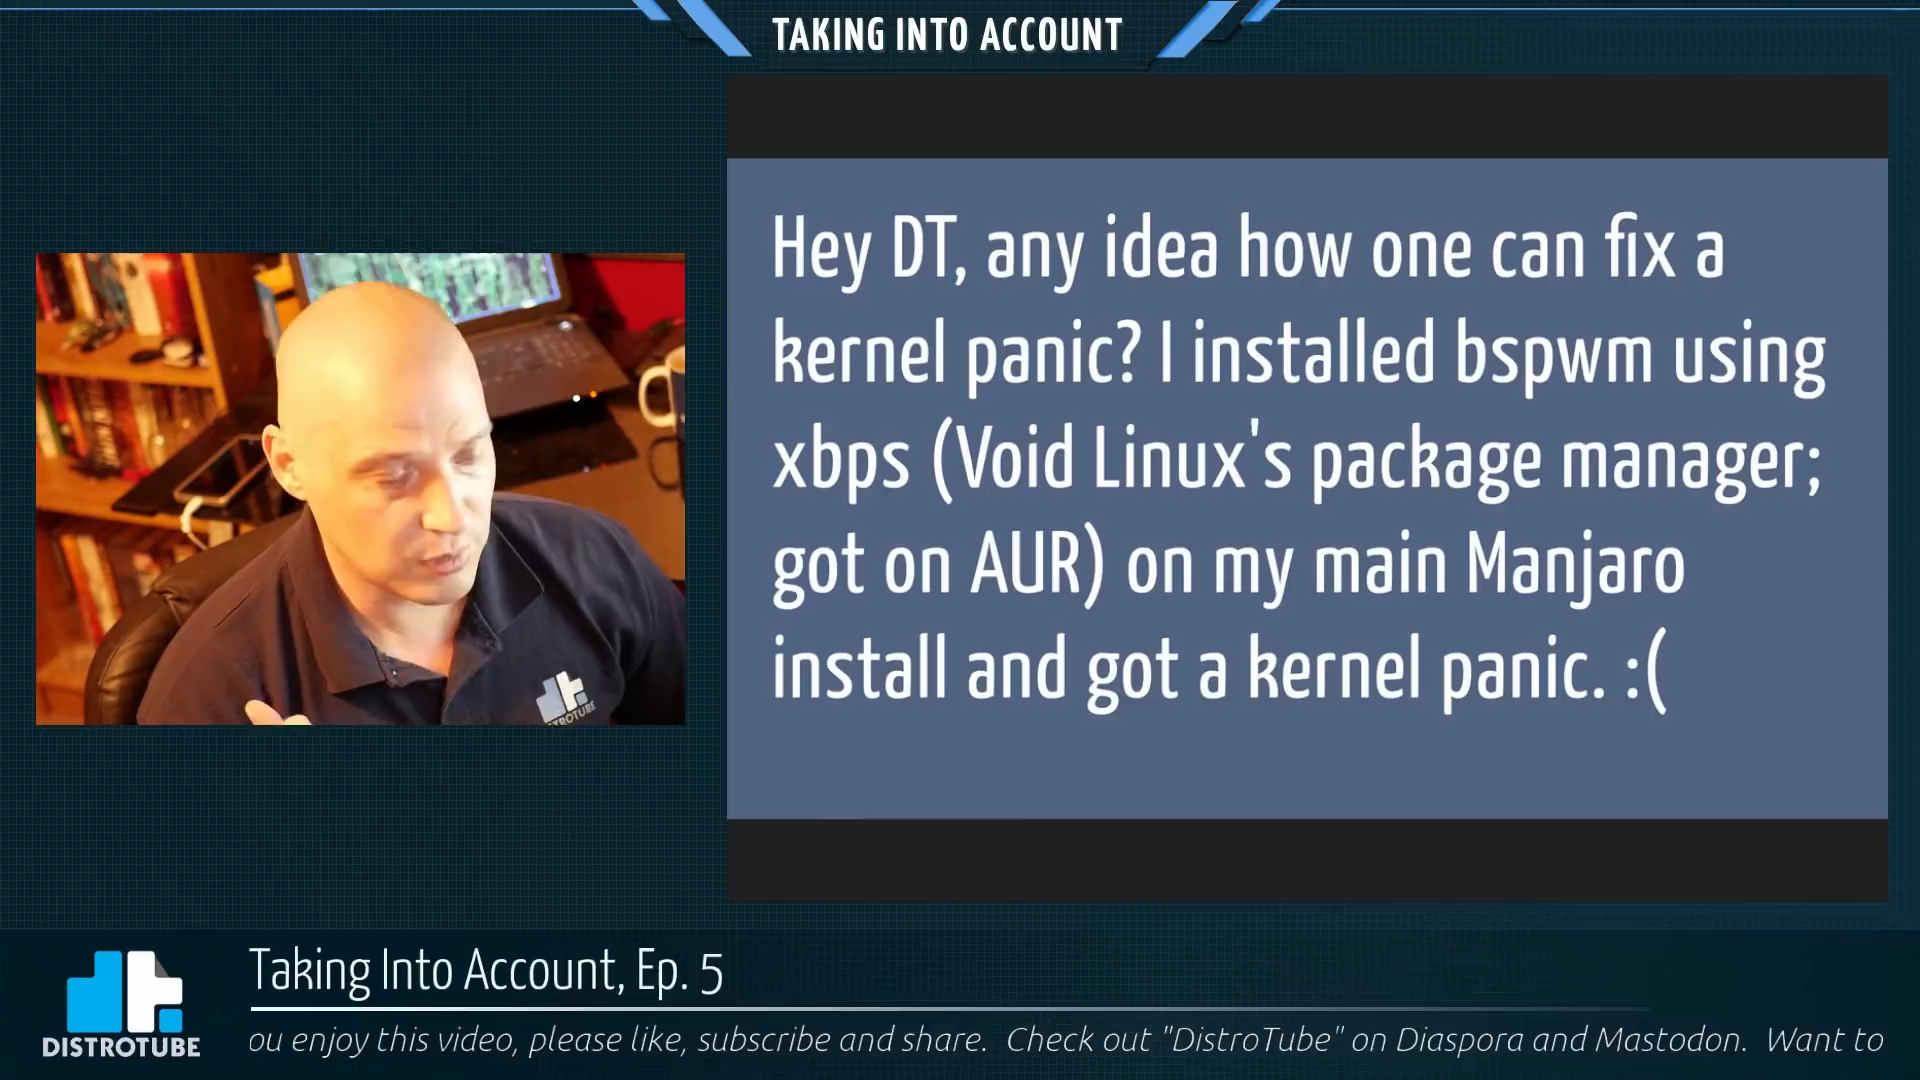 TAKING INTO ACCOUNT
Hey DT, any idea how one can fix a
kernel panic? I installed bspwm using
xbps (Void Linux's package manager;
got on AUR) on my main Manjaro
install and got a kernel panic. :(
TROTUBE
Taking Into Account, Ep. 5
ou enjoy this video, please like, subscribe and share. Check out "DistroTube" on Diaspora and Mastodon. Want to
DISTROTUBE